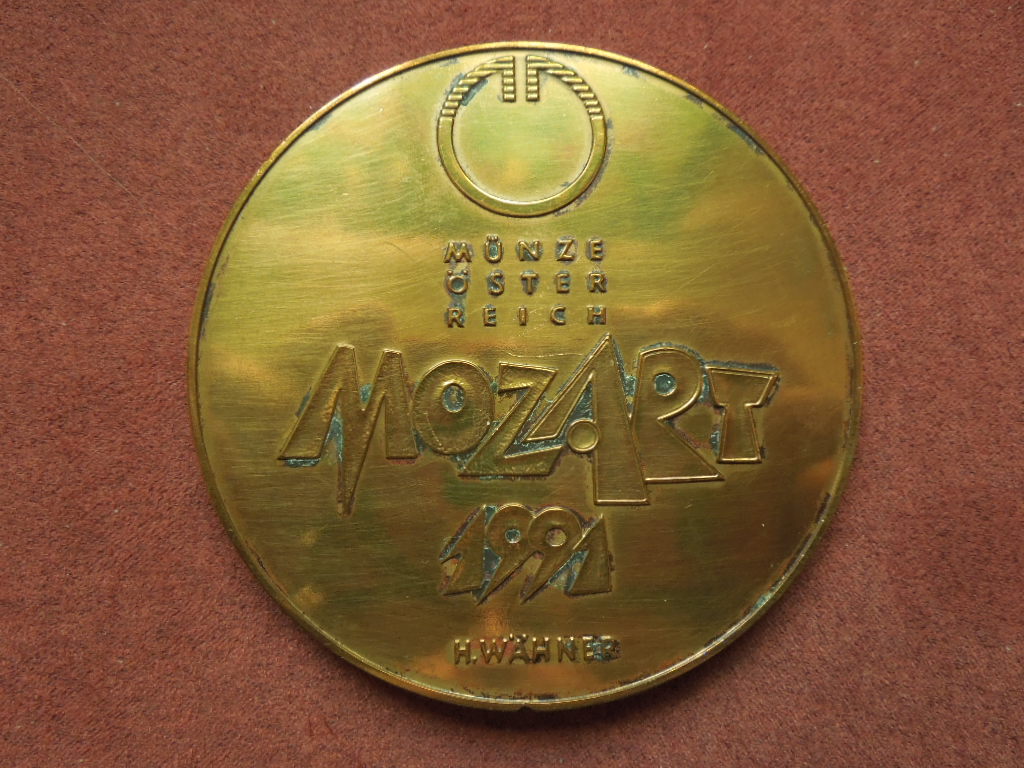 MÜNZE
ÖSTER
REICH
MOZART
1991
H.WÄHNER